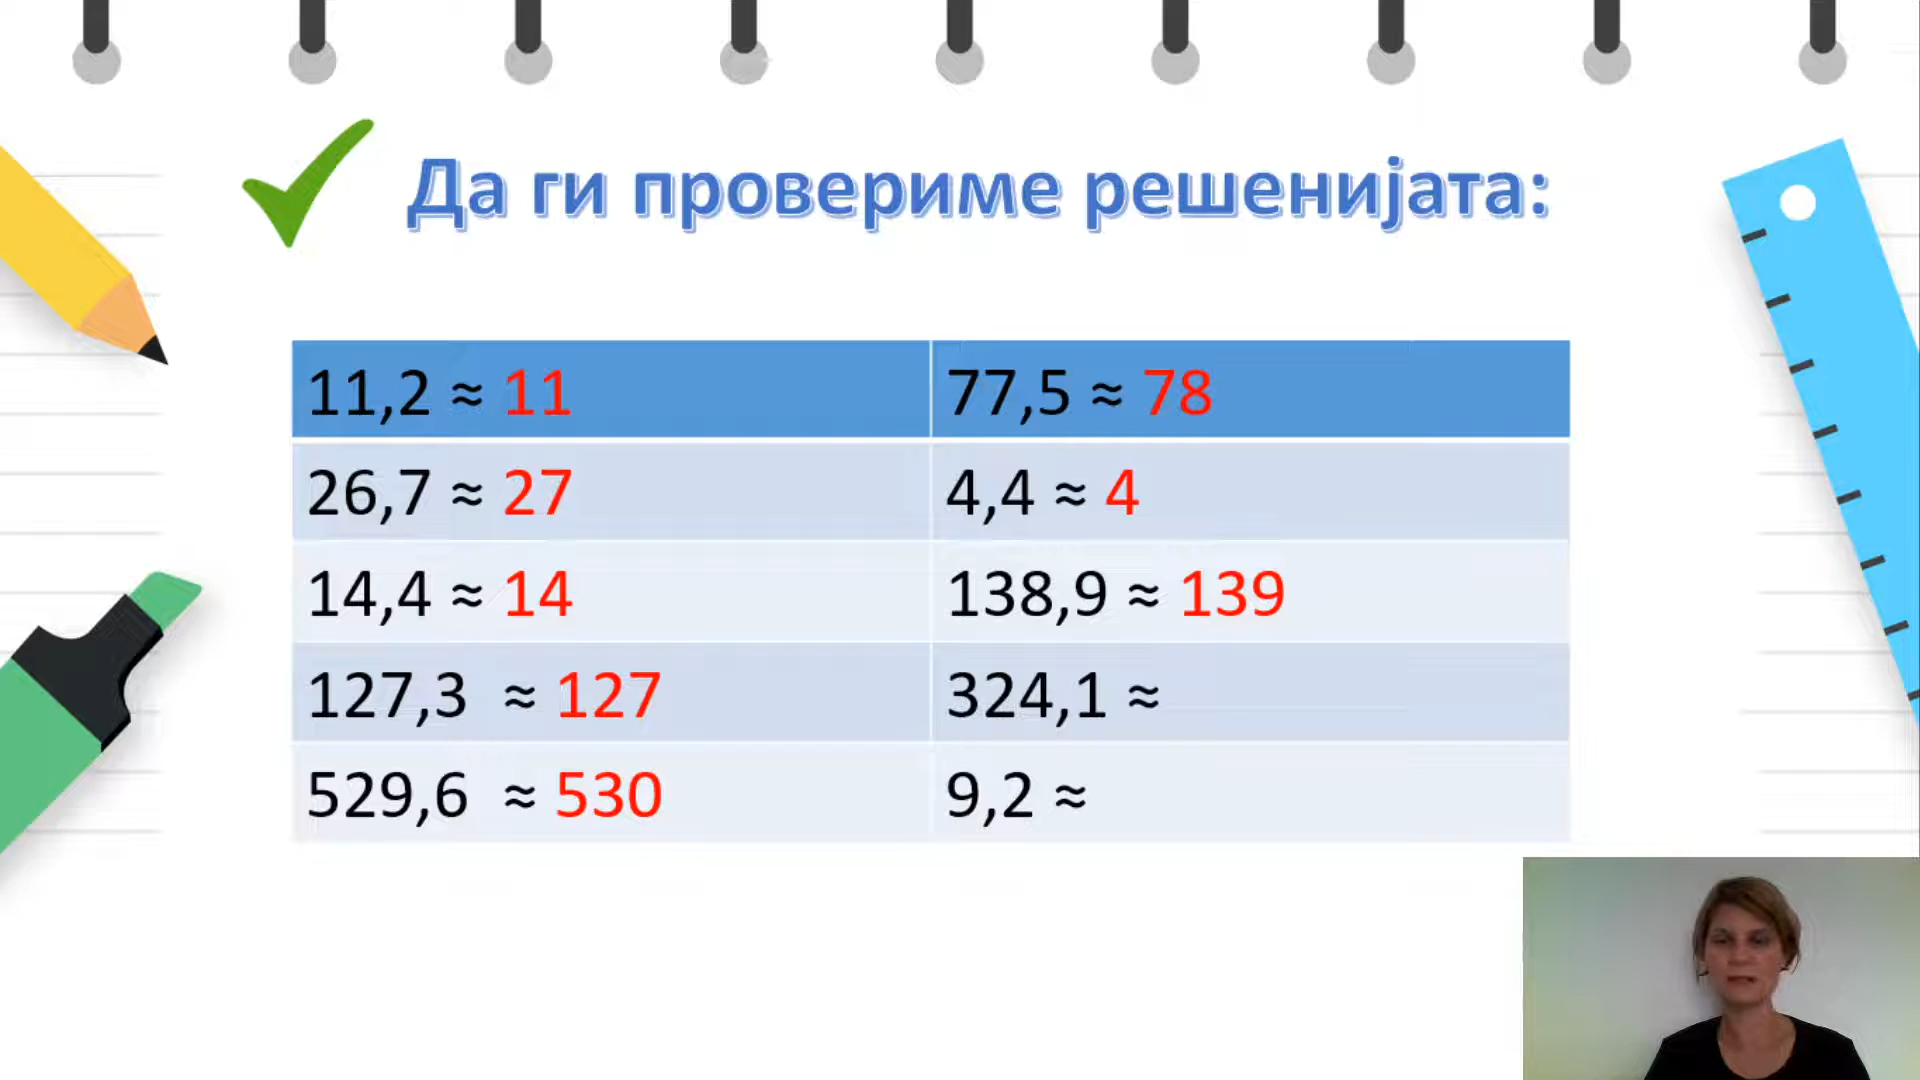 Да ги провериме решенијата:
11,2 ≈ 11
77,5 ≈ 78
26,7 ≈ 27
4,4 ≈ 4
14,4 ≈ 14
138,9 ≈ 139
127,3 ≈ 127
324,1 ≈
529,6 ≈ 530
9,2 ≈